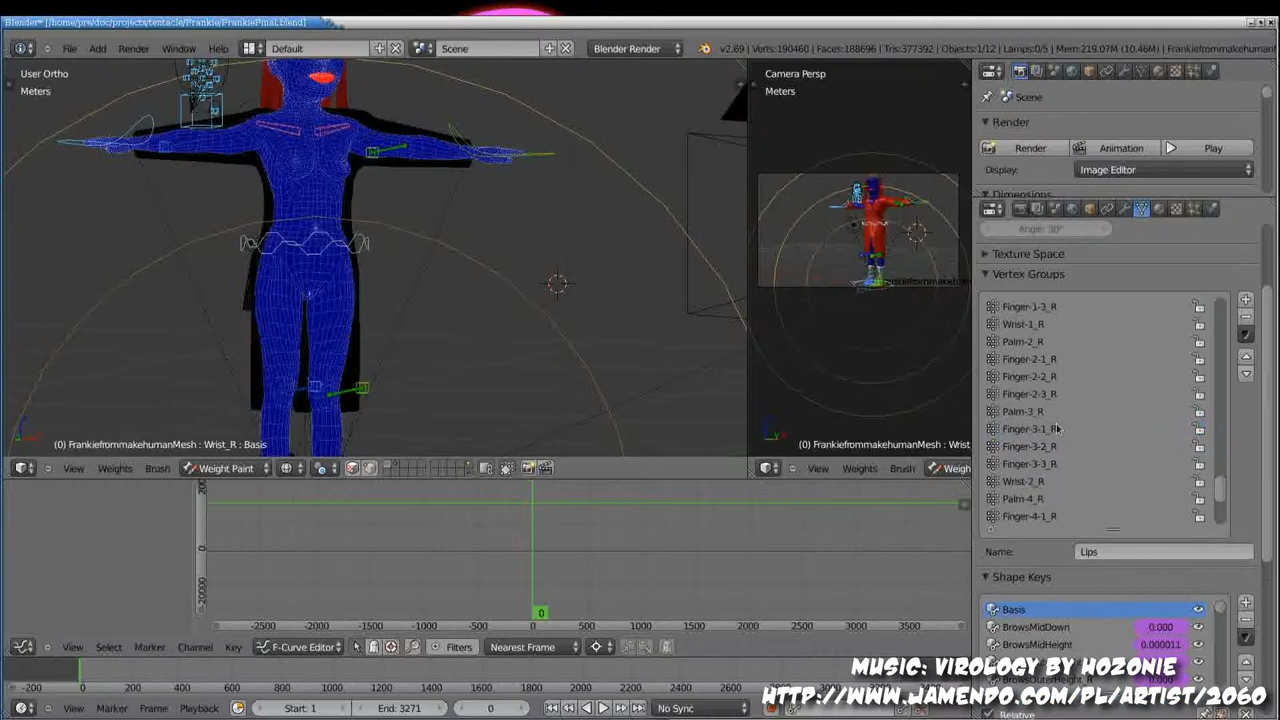 Blender* [/home/pre/doc/projects/tentacle/Frankie/FrankieFinal.blend]
File Add Render Window Help Default Scene Blender Render v2.69 | Verts:190460 | Faces:188696 | Tris:377392 | Objects:1/12 | Lamps:0/5 | Mem:219.07M (10.46M) | Frankiefrommakehuman
User Ortho
Meters
Camera Persp
Meters
Scene
Render
Render Animation Play
Display: Image Editor
Dimensions
Angle: 30°
Texture Space
Vertex Groups
Finger-1-3_R
Wrist-1_R
Palm-2_R
Finger-2-1_R
Finger-2-2_R
Finger-2-3_R
Palm-3_R
Finger-3-1_R
Finger-3-2_R
Finger-3-3_R
Wrist-2_R
Palm-4_R
Finger-4-1_R
(0) FrankiefrommakehumanMesh : Wrist_R : Basis
(0) FrankiefrommakehumanMesh : Wrist
View Weights Brush Weight Paint
View Weights Brush Weigh
Name: Lips
Shape Keys
Basis
BrowsMidDown 0.000
BrowsMidHeight 0.000011
BrowsOuterHeight_R 0.000
Relative
200
0
-20000
0
-2500 -2000 -1500 -1000 -500 0 500 1000 1500 2000 2500 3000 3500
View Select Marker Channel Key F-Curve Editor Filters Nearest Frame
-200 0 200 400 600 800 1000 1200 1400 1600 1800 2000 2200
View Marker Frame Playback Start: 1 End: 3271 0 No Sync
MUSIC: VIROLOGY BY HOZONIE
HTTP://WWW.JAMENDO.COM/PL/ARTIST/2060